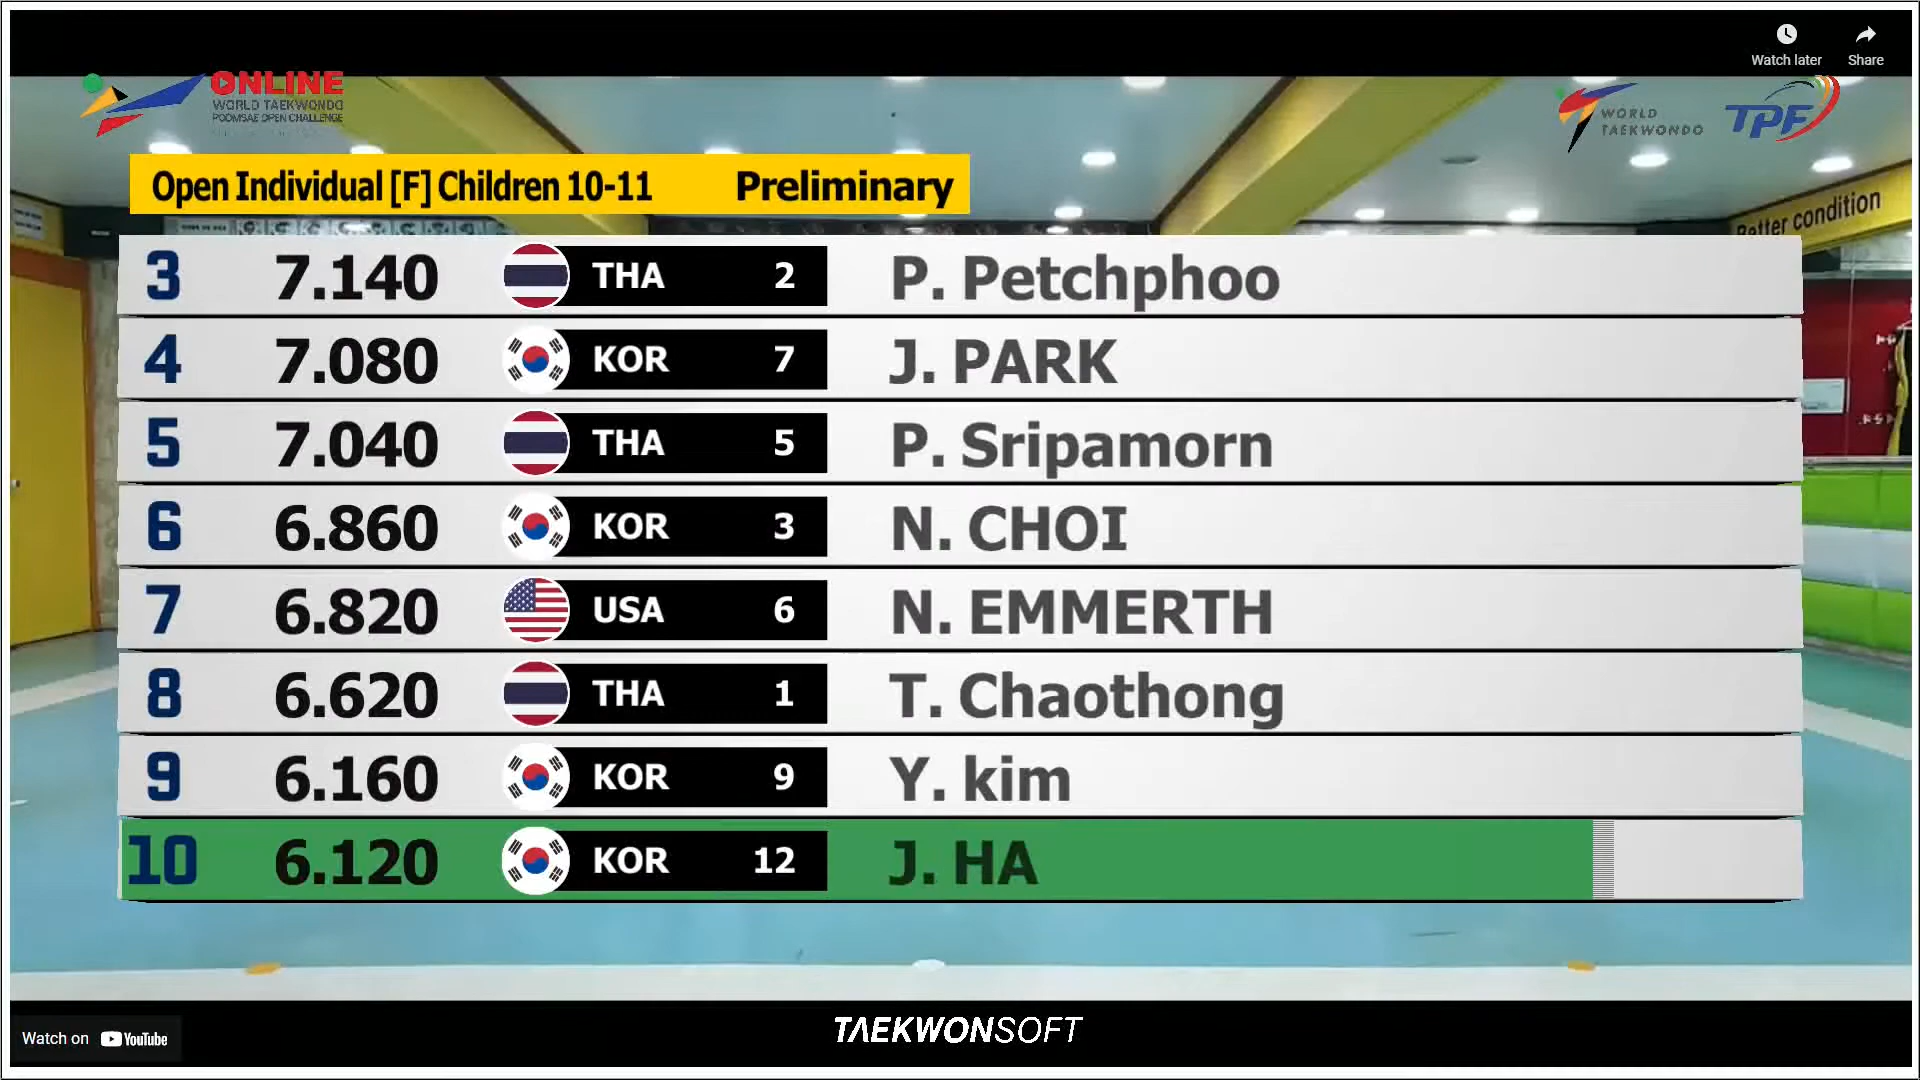 Watch later Share
ONLINE
WORLD TAEKWONDO
POOMSAE OPEN CHALLENGE
WORLD
TAEKWONDO
TPF
Better condition
Open Individual [F] Children 10-11 Preliminary
3 7.140 THA 2 P. Petchphoo
4 7.080 KOR 7 J. PARK
5 7.040 THA 5 P. Sripamorn
6 6.860 KOR 3 N. CHOI
7 6.820 USA 6 N. EMMERTH
8 6.620 THA 1 T. Chaothong
9 6.160 KOR 9 Y. kim
10 6.120 KOR 12 J. HA
TAEKWONSOFT
Watch on YouTube